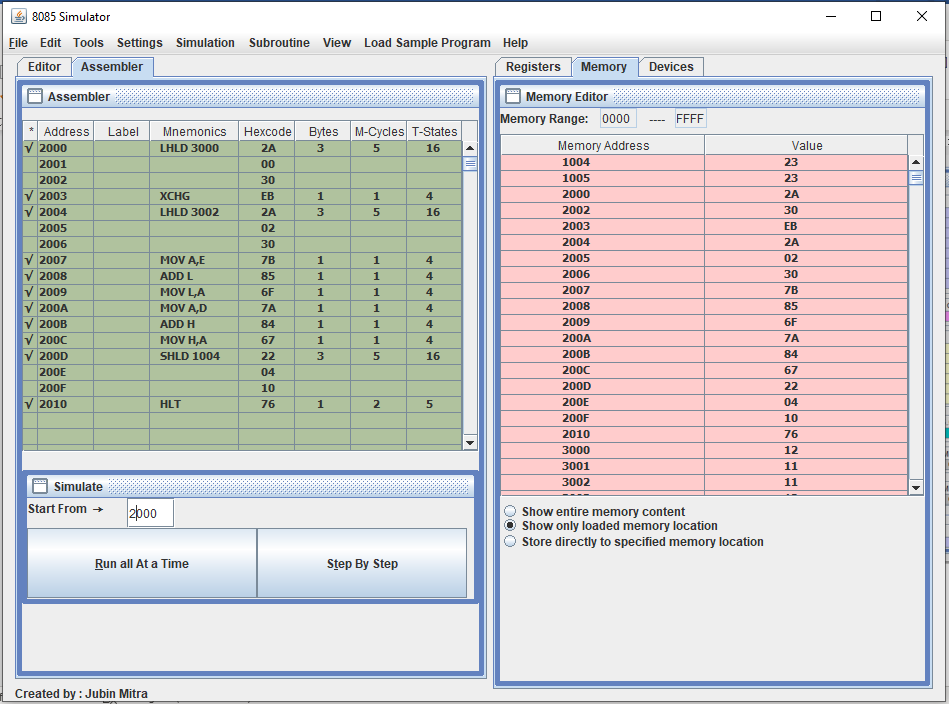 8085 Simulator
File Edit Tools Settings Simulation Subroutine View Load Sample Program Help
Editor Assembler
Assembler
* Address Label Mnemonics Hexcode Bytes M-Cycles T-States
√ 2000 LHLD 3000 2A 3 5 16
2001 00
2002 30
√ 2003 XCHG EB 1 1 4
√ 2004 LHLD 3002 2A 3 5 16
2005 02
2006 30
√ 2007 MOV A,E 7B 1 1 4
√ 2008 ADD L 85 1 1 4
√ 2009 MOV L,A 6F 1 1 4
√ 200A MOV A,D 7A 1 1 4
√ 200B ADD H 84 1 1 4
√ 200C MOV H,A 67 1 1 4
√ 200D SHLD 1004 22 3 5 16
200E 04
200F 10
√ 2010 HLT 76 1 2 5
Simulate
Start From → 2000
Run all At a Time Step By Step
Created by : Jubin Mitra
Registers Memory Devices
Memory Editor
Memory Range: 0000 ---- FFFF
Memory Address Value
1004 23
1005 23
2000 2A
2002 30
2003 EB
2004 2A
2005 02
2006 30
2007 7B
2008 85
2009 6F
200A 7A
200B 84
200C 67
200D 22
200E 04
200F 10
2010 76
3000 12
3001 11
3002 11
Show entire memory content
Show only loaded memory location
Store directly to specified memory location